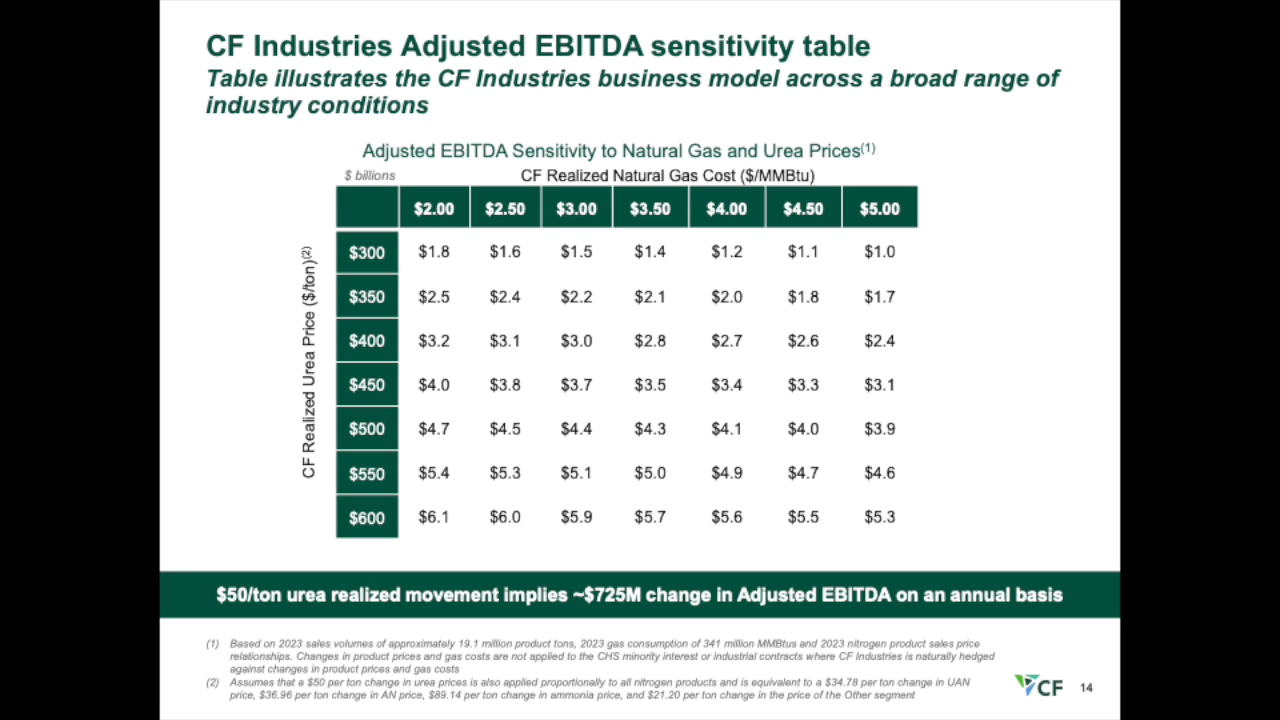 CF Industries Adjusted EBITDA sensitivity table
Table illustrates the CF Industries business model across a broad range of
industry conditions
Adjusted EBITDA Sensitivity to Natural Gas and Urea Prices(1)
$ billions
CF Realized Natural Gas Cost ($/MMBtu)
$2.00 $2.50 $3.00 $3.50 $4.00 $4.50 $5.00
CF Realized Urea Price ($/ton)(2)
$300 $1.8 $1.6 $1.5 $1.4 $1.2 $1.1 $1.0
$350 $2.5 $2.4 $2.2 $2.1 $2.0 $1.8 $1.7
$400 $3.2 $3.1 $3.0 $2.8 $2.7 $2.6 $2.4
$450 $4.0 $3.8 $3.7 $3.5 $3.4 $3.3 $3.1
$500 $4.7 $4.5 $4.4 $4.3 $4.1 $4.0 $3.9
$550 $5.4 $5.3 $5.1 $5.0 $4.9 $4.7 $4.6
$600 $6.1 $6.0 $5.9 $5.7 $5.6 $5.5 $5.3
$50/ton urea realized movement implies ~$725M change in Adjusted EBITDA on an annual basis
(1) Based on 2023 sales volumes of approximately 19.1 million product tons, 2023 gas consumption of 341 million MMBtus and 2023 nitrogen product sales price
relationships. Changes in product prices and gas costs are not applied to the CHS minority interest or industrial contracts where CF Industries is naturally hedged
against changes in product prices and gas costs
(2) Assumes that a $50 per ton change in urea prices is also applied proportionally to all nitrogen products and is equivalent to a $34.78 per ton change in UAN
price, $36.96 per ton change in AN price, $89.14 per ton change in ammonia price, and $21.20 per ton change in the price of the Other segment
CF
14